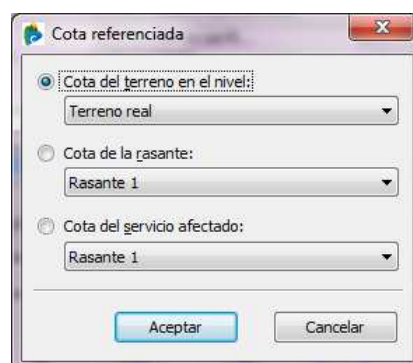 Cota referenciada
Cota del terreno en el nivel:
Terreno real
Cota de la rasante:
Rasante 1
Cota del servicio afectado:
Rasante 1
Aceptar
Cancelar